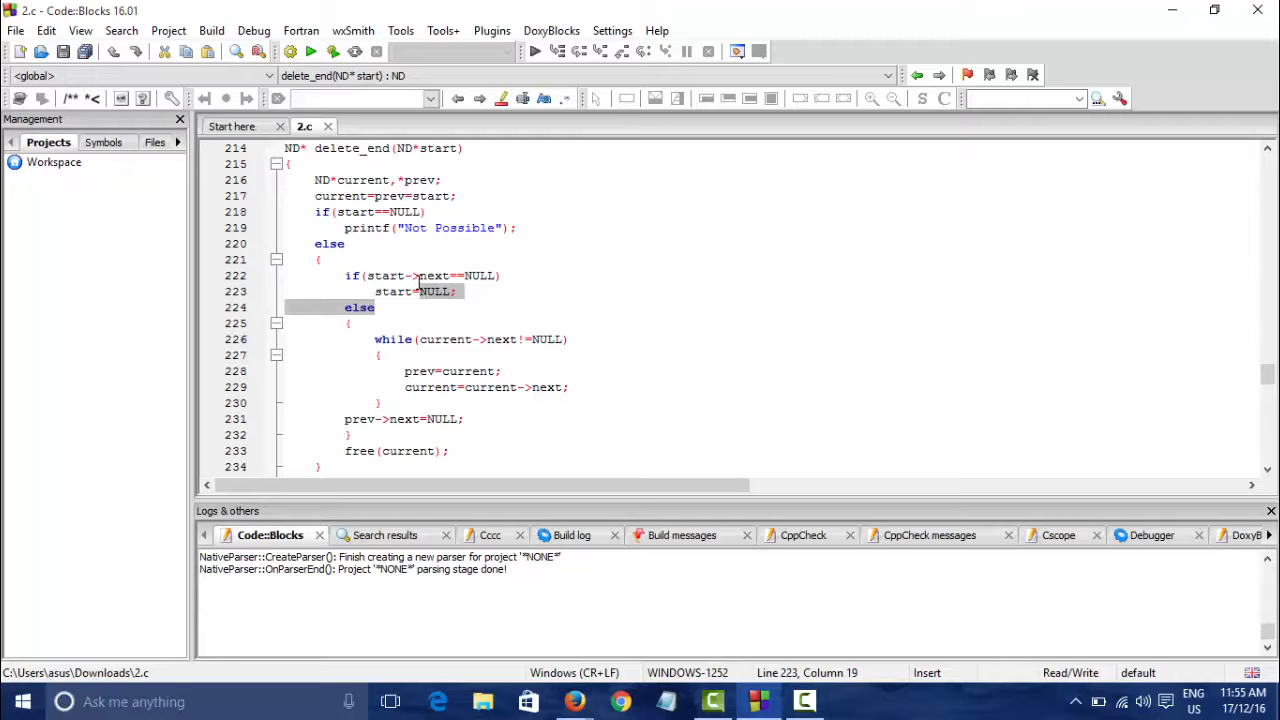 2.c - Code::Blocks 16.01
File Edit View Search Project Build Debug Fortran wxSmith Tools Tools+ Plugins DoxyBlocks Settings Help
<global> delete_end(ND* start) : ND
/** *< .* S C
Management
Projects Symbols Files
Workspace
Start here 2.c
214 ND* delete_end(ND*start)
215 {
216 ND*current,*prev;
217 current=prev=start;
218 if(start==NULL)
219 printf("Not Possible");
220 else
221 {
222 if(start->next==NULL)
223 start=NULL;
224 else
225 {
226 while(current->next!=NULL)
227 {
228 prev=current;
229 current=current->next;
230 }
231 prev->next=NULL;
232 }
233 free(current);
234 }
Logs & others
Code::Blocks Search results Cccc Build log Build messages CppCheck CppCheck messages Cscope Debugger DoxyB
NativeParser::CreateParser(): Finish creating a new parser for project '*NONE*'
NativeParser::OnParserEnd(): Project '*NONE*' parsing stage done!
C:\Users\asus\Downloads\2.c Windows (CR+LF) WINDOWS-1252 Line 223, Column 19 Insert Read/Write default
Ask me anything
ENG
US
11:55 AM
17/12/16